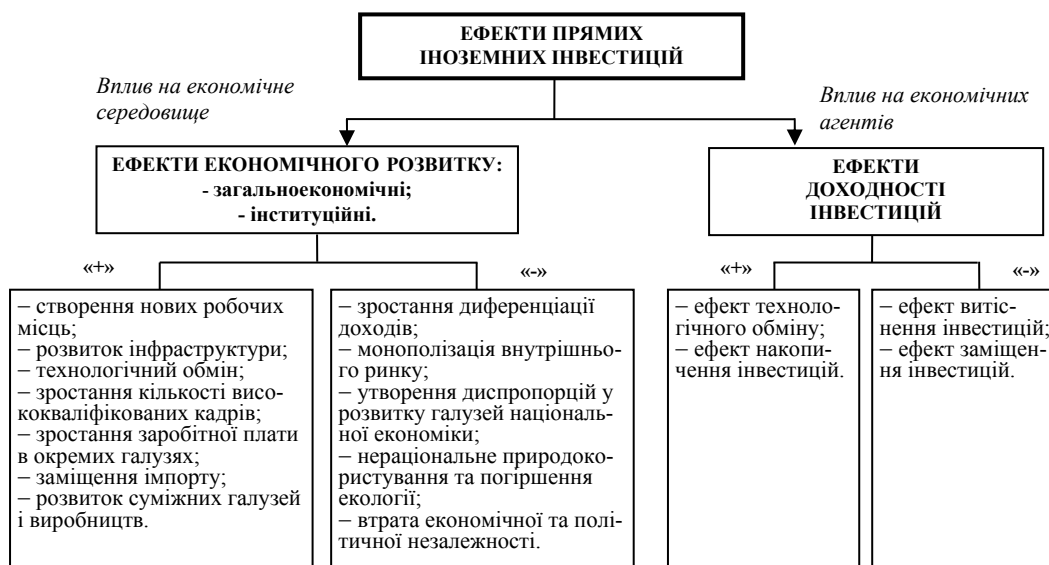 ЕФЕКТИ ПРЯМИХ
ІНОЗЕМНИХ ІНВЕСТИЦІЙ
Вплив на економічне
середовище
Вплив на економічних
агентів
ЕФЕКТИ ЕКОНОМІЧНОГО РОЗВИТКУ:
- загальноекономічні;
- інституційні.
ЕФЕКТИ
ДОХОДНОСТІ
ІНВЕСТИЦІЙ
«+»
«-»
«+»
«-»
– створення нових робочих
місць;
– розвиток інфраструктури;
– технологічний обмін;
– зростання кількості висо-
кокваліфікованих кадрів;
– зростання заробітної плати
в окремих галузях;
– заміщення імпорту;
– розвиток суміжних галузей
і виробництв.
– зростання диференціації
доходів;
– монополізація внутрішньо-
го ринку;
– утворення диспропорцій у
розвитку галузей національ-
ної економіки;
– нераціональне природоко-
ристування та погіршення
екології;
– втрата економічної та полі-
тичної незалежності.
– ефект техноло-
гічного обміну;
– ефект накопи-
чення інвестицій.
– ефект витіс-
нення інвестицій;
– ефект заміщен-
ня інвестицій.